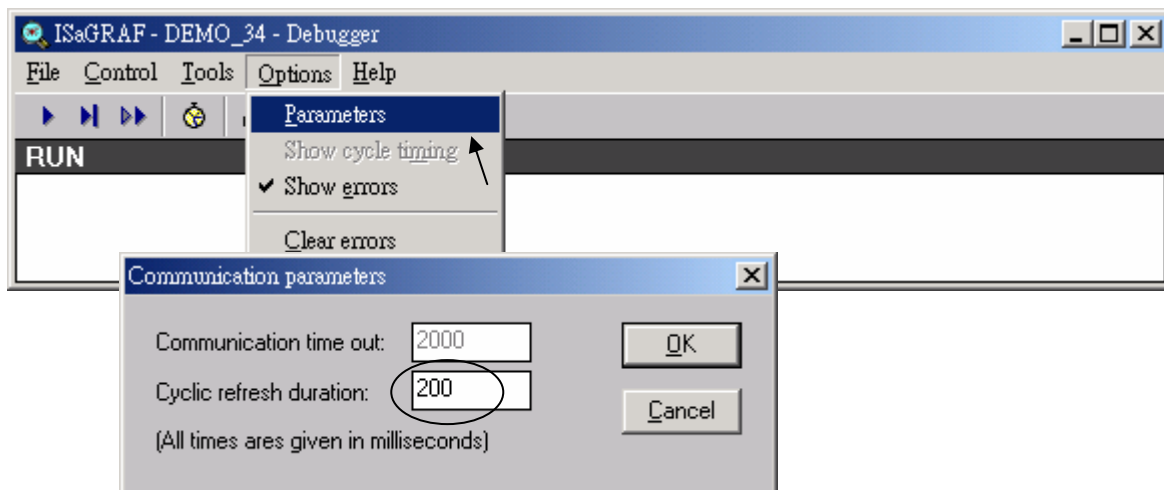 ISaGRAF - DEMO_34 - Debugger
File Control Tools Options Help
Parameters
RUN
Show cycle timing
Show errors
Clear errors
Communication parameters
Communication time out: 2000
OK
Cyclic refresh duration: 200
Cancel
(All times ares given in milliseconds)